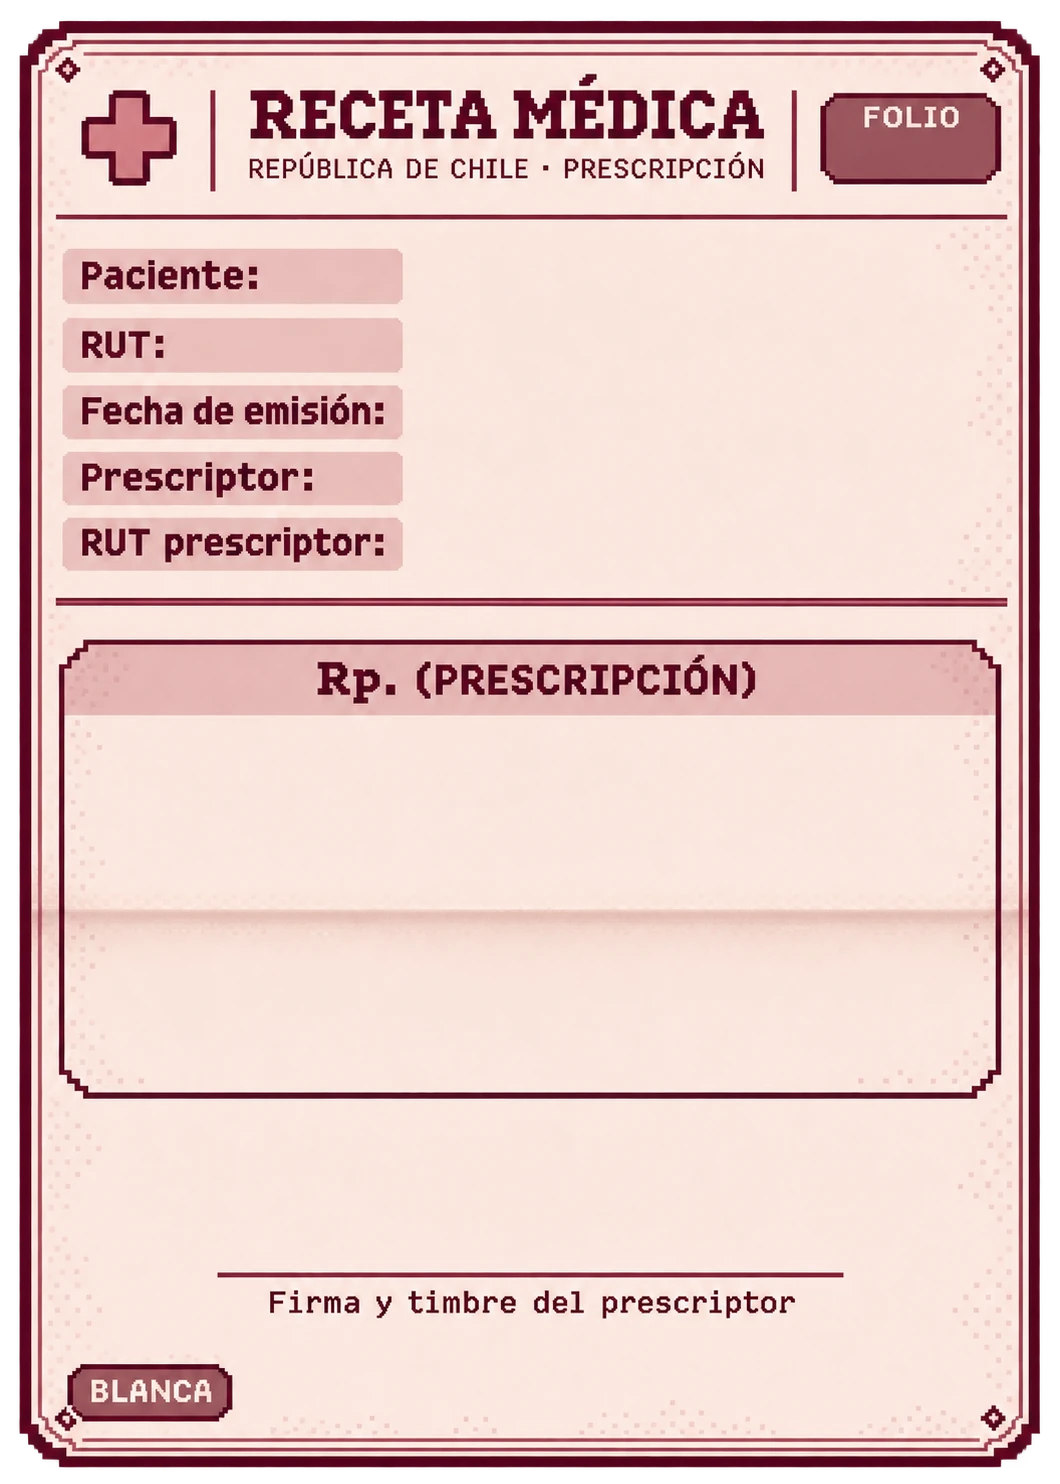 RECETA MÉDICA
REPÚBLICA DE CHILE · PRESCRIPCIÓN
FOLIO
Paciente:
RUT:
Fecha de emisión:
Prescriptor:
RUT prescriptor:
Rp. (PRESCRIPCIÓN)
Firma y timbre del prescriptor
BLANCA